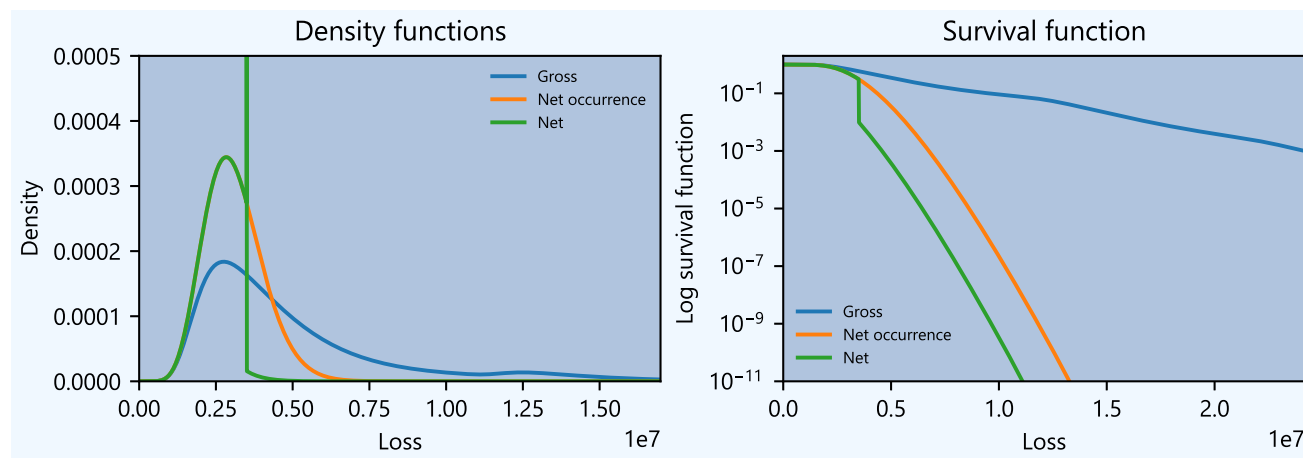 Density functions
0.0005
0.0004
0.0003
0.0002
0.0001
0.0000
Density
Gross
Net occurrence
Net
0.00
0.25
0.50
0.75
1.00
1.25
1.50
1e7
Loss
Survival function
10⁻¹
10⁻³
10⁻⁵
10⁻⁷
10⁻⁹
10⁻¹¹
Log survival function
Gross
Net occurrence
Net
0.0
0.5
1.0
1.5
2.0
1e7
Loss